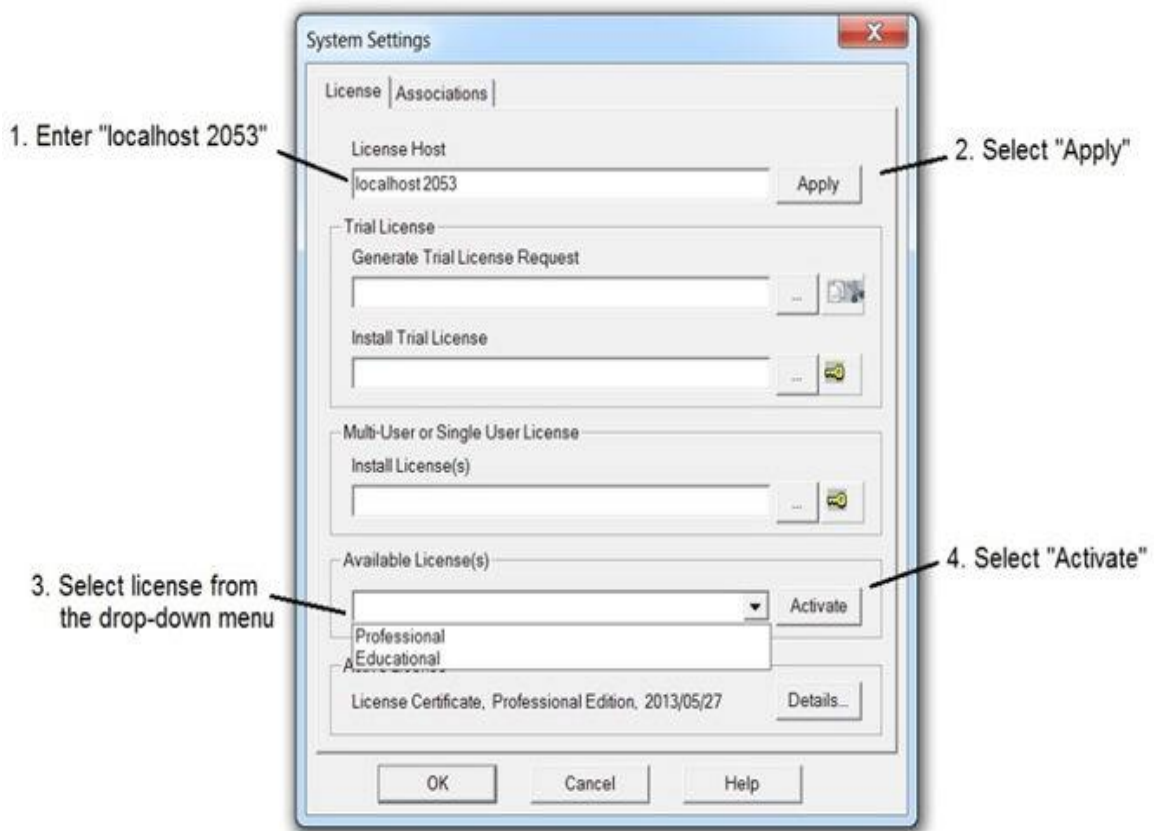 System Settings
X
License Associations
1. Enter "localhost 2053"
License Host
2. Select "Apply"
localhost 2053
Apply
Trial License
Generate Trial License Request
...
Install Trial License
...
Multi-User or Single User License
Install License(s)
...
Available License(s)
4. Select "Activate"
3. Select license from
the drop-down menu
Activate
Professional
Educational
License Certificate, Professional Edition, 2013/05/27
Details...
OK Cancel Help